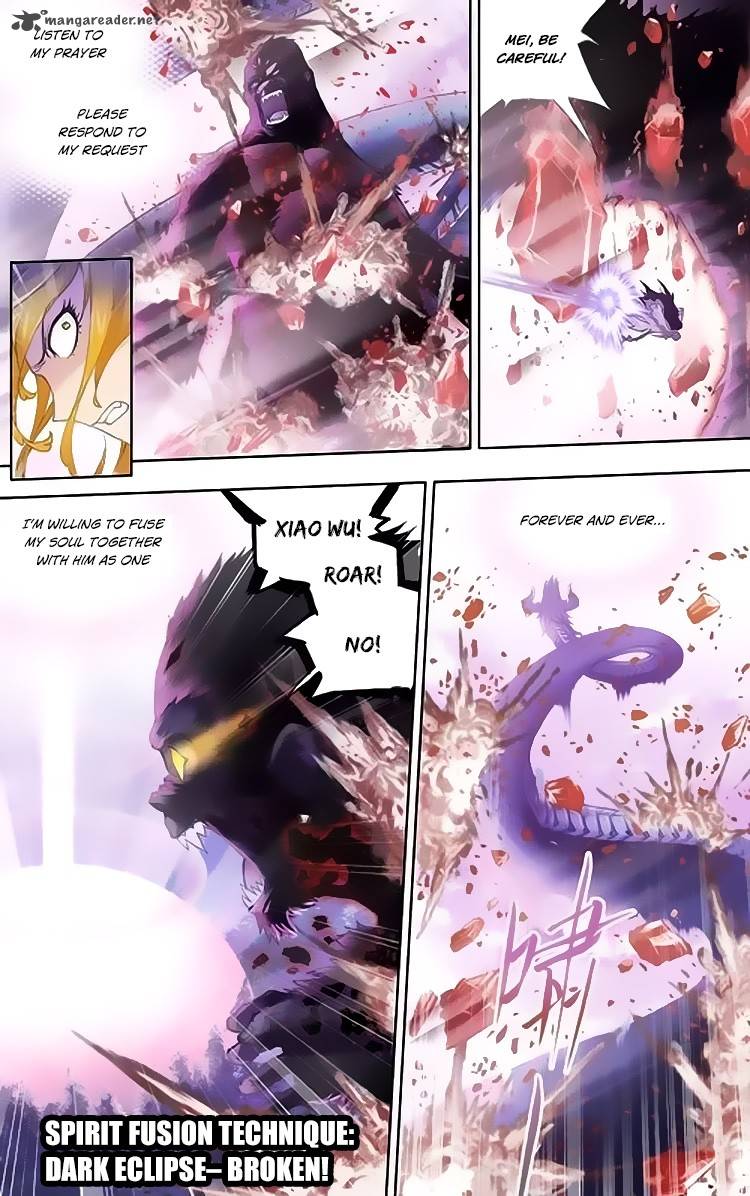 mangareader.net
LISTEN TO
MY PRAYER
PLEASE
RESPOND TO
MY REQUEST
MEI, BE
CAREFUL!
I'M WILLING TO FUSE
MY SOUL TOGETHER
WITH HIM AS ONE
XIAO WU!
ROAR!
NO!
FOREVER AND EVER...
SPIRIT FUSION TECHNIQUE:
DARK ECLIPSE– BROKEN!